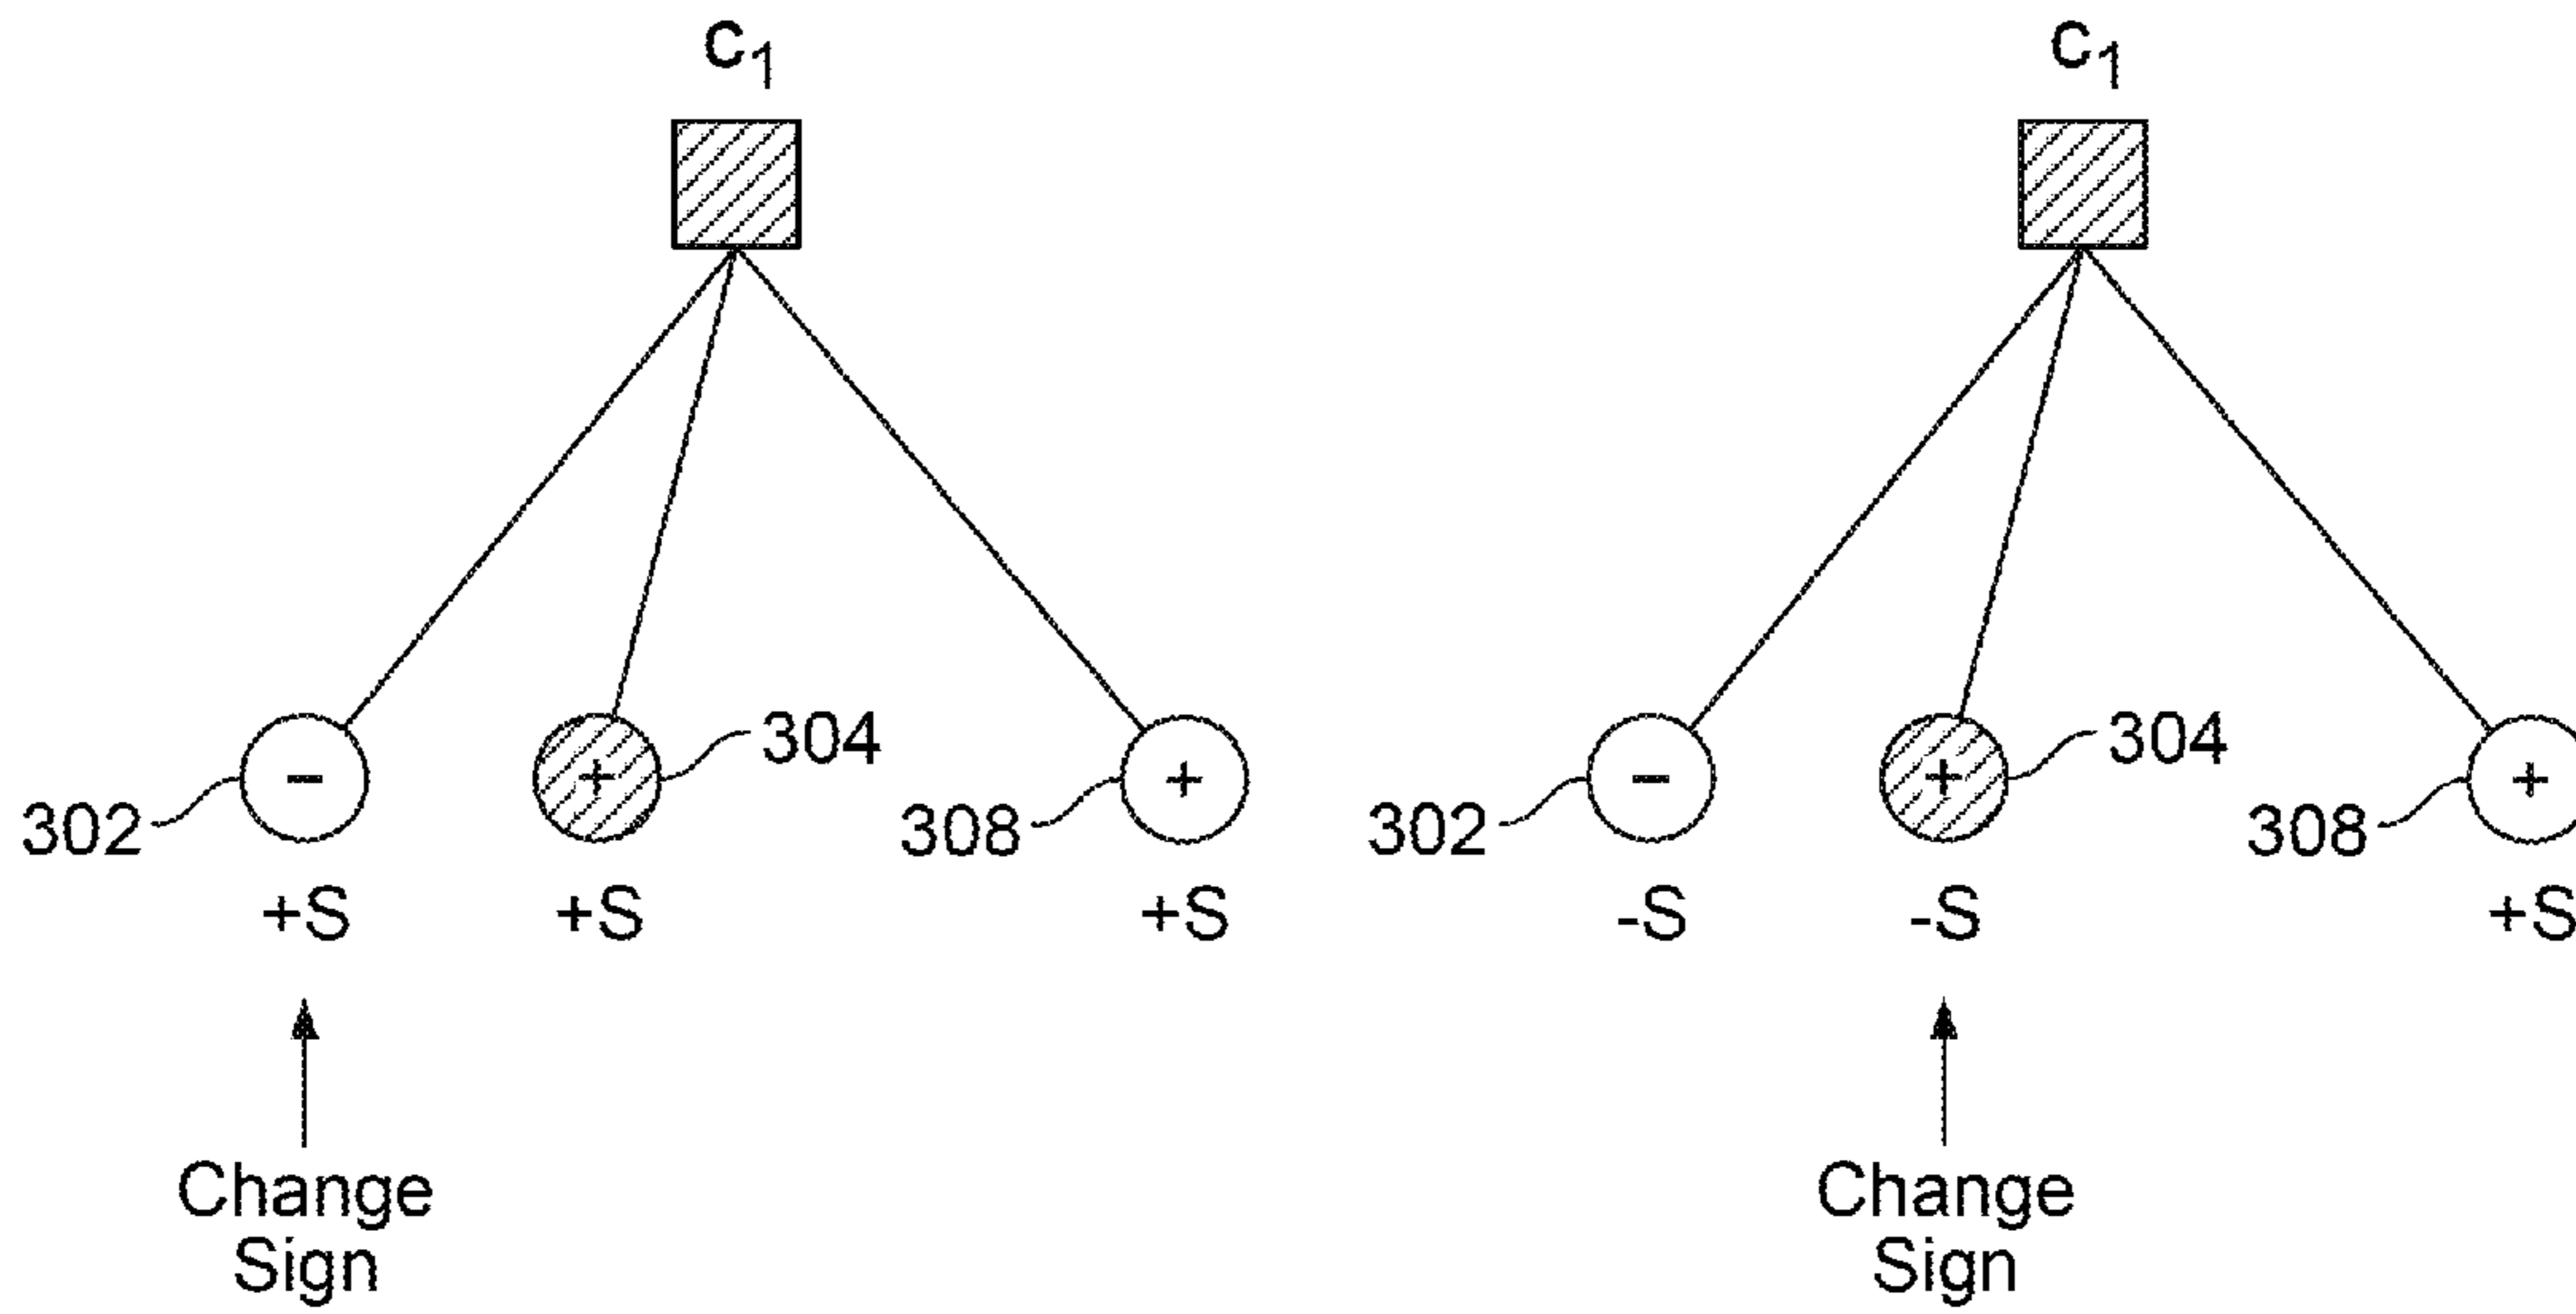 c1 c1
- + 304 + - + 304 +
302 308 302 308
+S +S +S -S -S +S
Change Change
Sign Sign